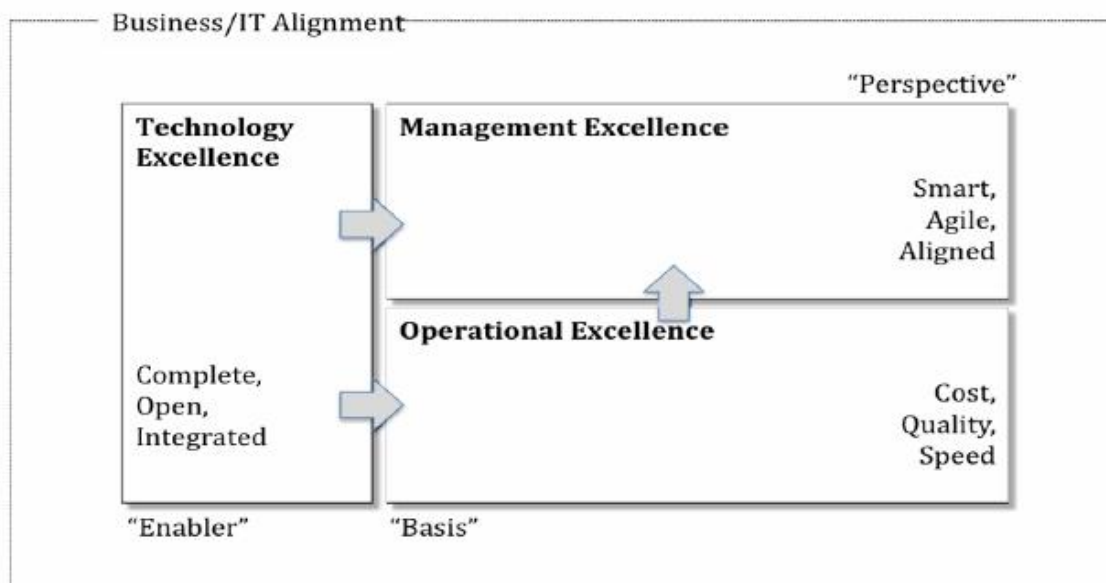 Business/IT Alignment
“Perspective”
Technology
Excellence
Complete,
Open,
Integrated
“Enabler”
Management Excellence
Smart,
Agile,
Aligned
Operational Excellence
Cost,
Quality,
Speed
“Basis”